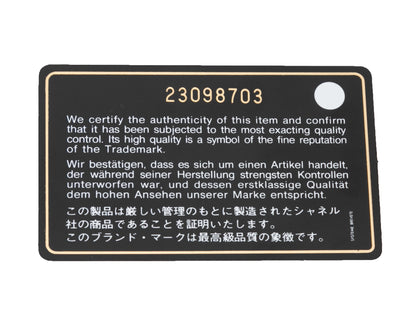 23098703
We certify the authenticity of this item and confirm
that it has been subjected to the most exacting quality
control. Its high quality is a symbol of the fine reputation
of the Trademark.
Wir bestätigen, dass es sich um einen Artikel handelt,
der während seiner Herstellung strengsten Kontrollen
unterworfen war, und dessen erstklassige Qualität
dem hohen Ansehen unserer Marke entspricht.
この製品は厳しい管理のもとに製造されたシャネル
社の商品であることを証明いたします。
このブランド・マークは最高級品質の象徴です。